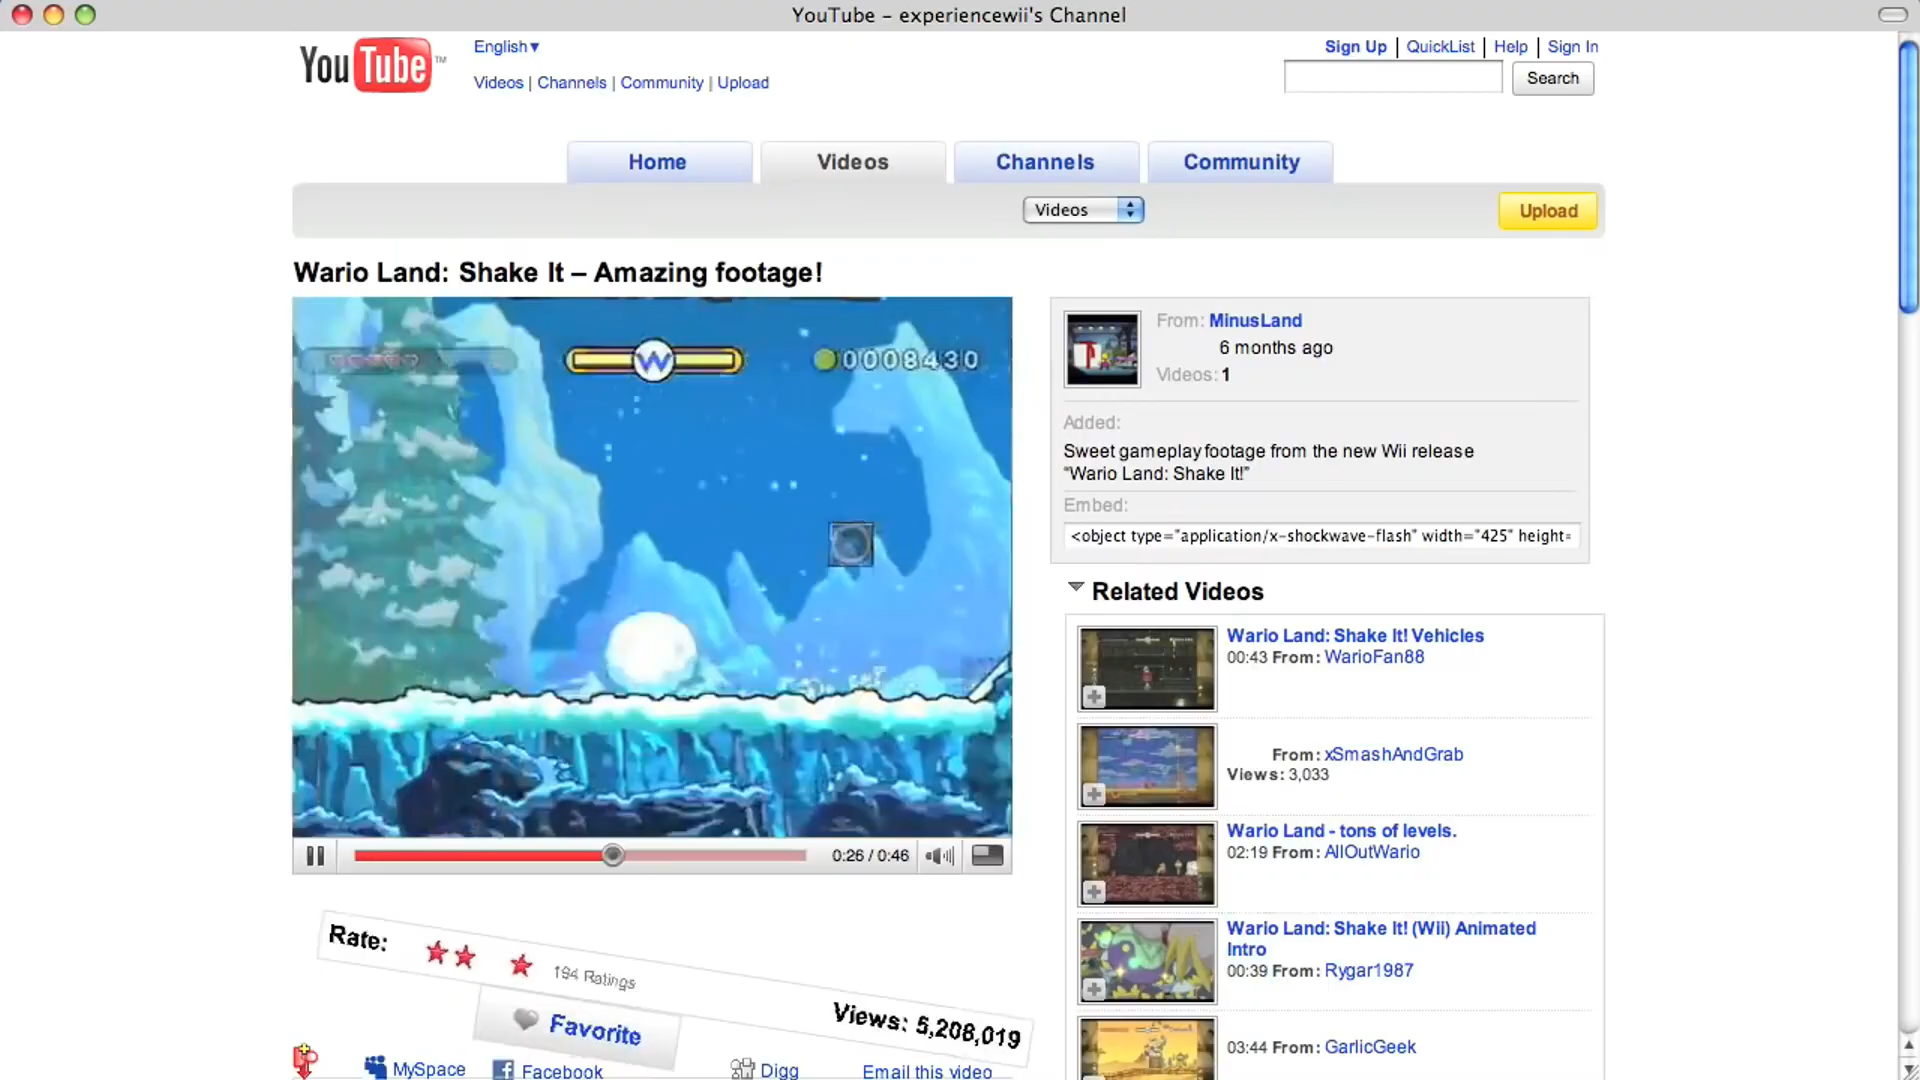 YouTube - experiencewii's Channel
YouTube™
English▾
Videos | Channels | Community | Upload
Sign Up | QuickList | Help | Sign In
Search
Home
Videos
Channels
Community
Videos
Upload
Wario Land: Shake It – Amazing footage!
W
0008430
0:26 / 0:46
From: MinusLand
6 months ago
Videos: 1
Added:
Sweet gameplay footage from the new Wii release
“Wario Land: Shake It!”
Embed:
<object type="application/x-shockwave-flash" width="425" height=
Related Videos
Wario Land: Shake It! Vehicles
00:43 From: WarioFan88
From: xSmashAndGrab
Views: 3,033
Wario Land - tons of levels.
02:19 From: AllOutWario
Wario Land: Shake It! (Wii) Animated
Intro
00:39 From: Rygar1987
03:44 From: GarlicGeek
Rate:
194 Ratings
Views: 5,208,019
Favorite
MySpace
Facebook
Digg
Email this video